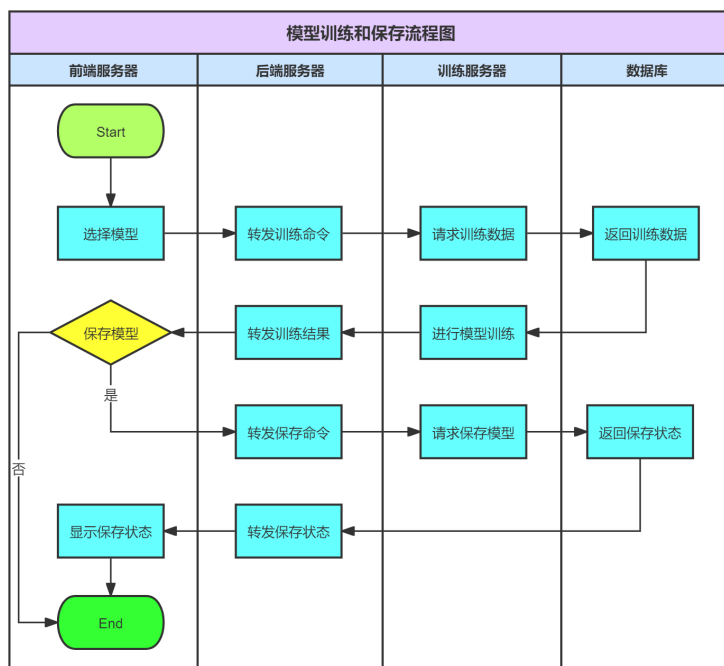 模型训练和保存流程图
前端服务器
后端服务器
训练服务器
数据库
Start
选择模型
转发训练命令
请求训练数据
返回训练数据
保存模型
转发训练结果
进行模型训练
是
转发保存命令
请求保存模型
返回保存状态
否
显示保存状态
转发保存状态
End